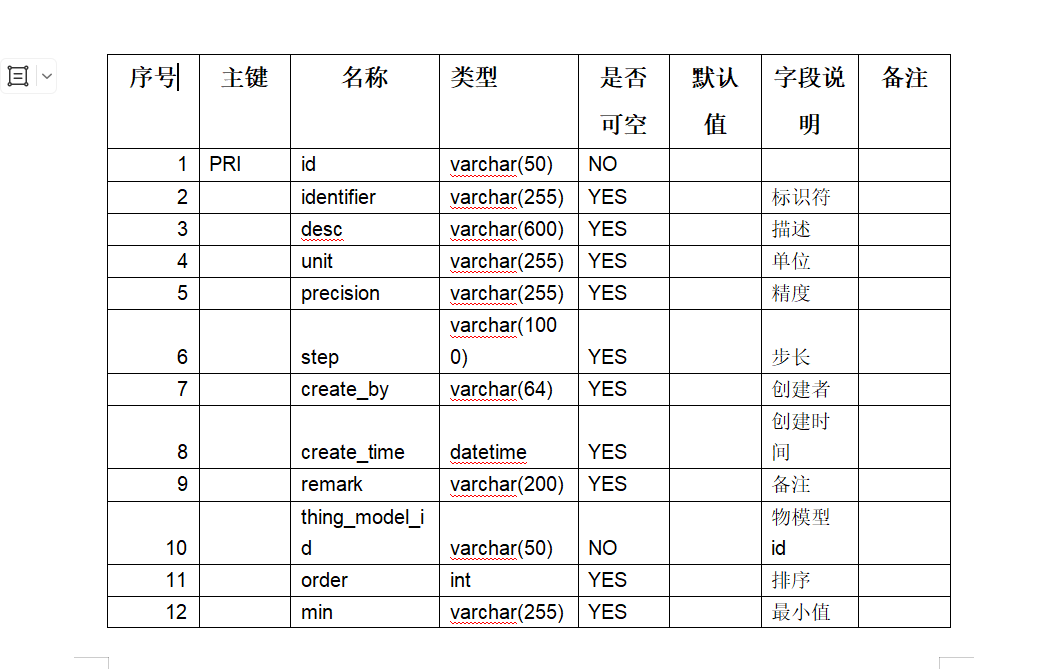 序号 主键 名称 类型 是否可空 默认值 字段说明 备注
1 PRI id varchar(50) NO
2 identifier varchar(255) YES 标识符
3 desc varchar(600) YES 描述
4 unit varchar(255) YES 单位
5 precision varchar(255) YES 精度
6 step varchar(1000) YES 步长
7 create_by varchar(64) YES 创建者
8 create_time datetime YES 创建时间
9 remark varchar(200) YES 备注
10 thing_model_id varchar(50) NO 物模型id
11 order int YES 排序
12 min varchar(255) YES 最小值